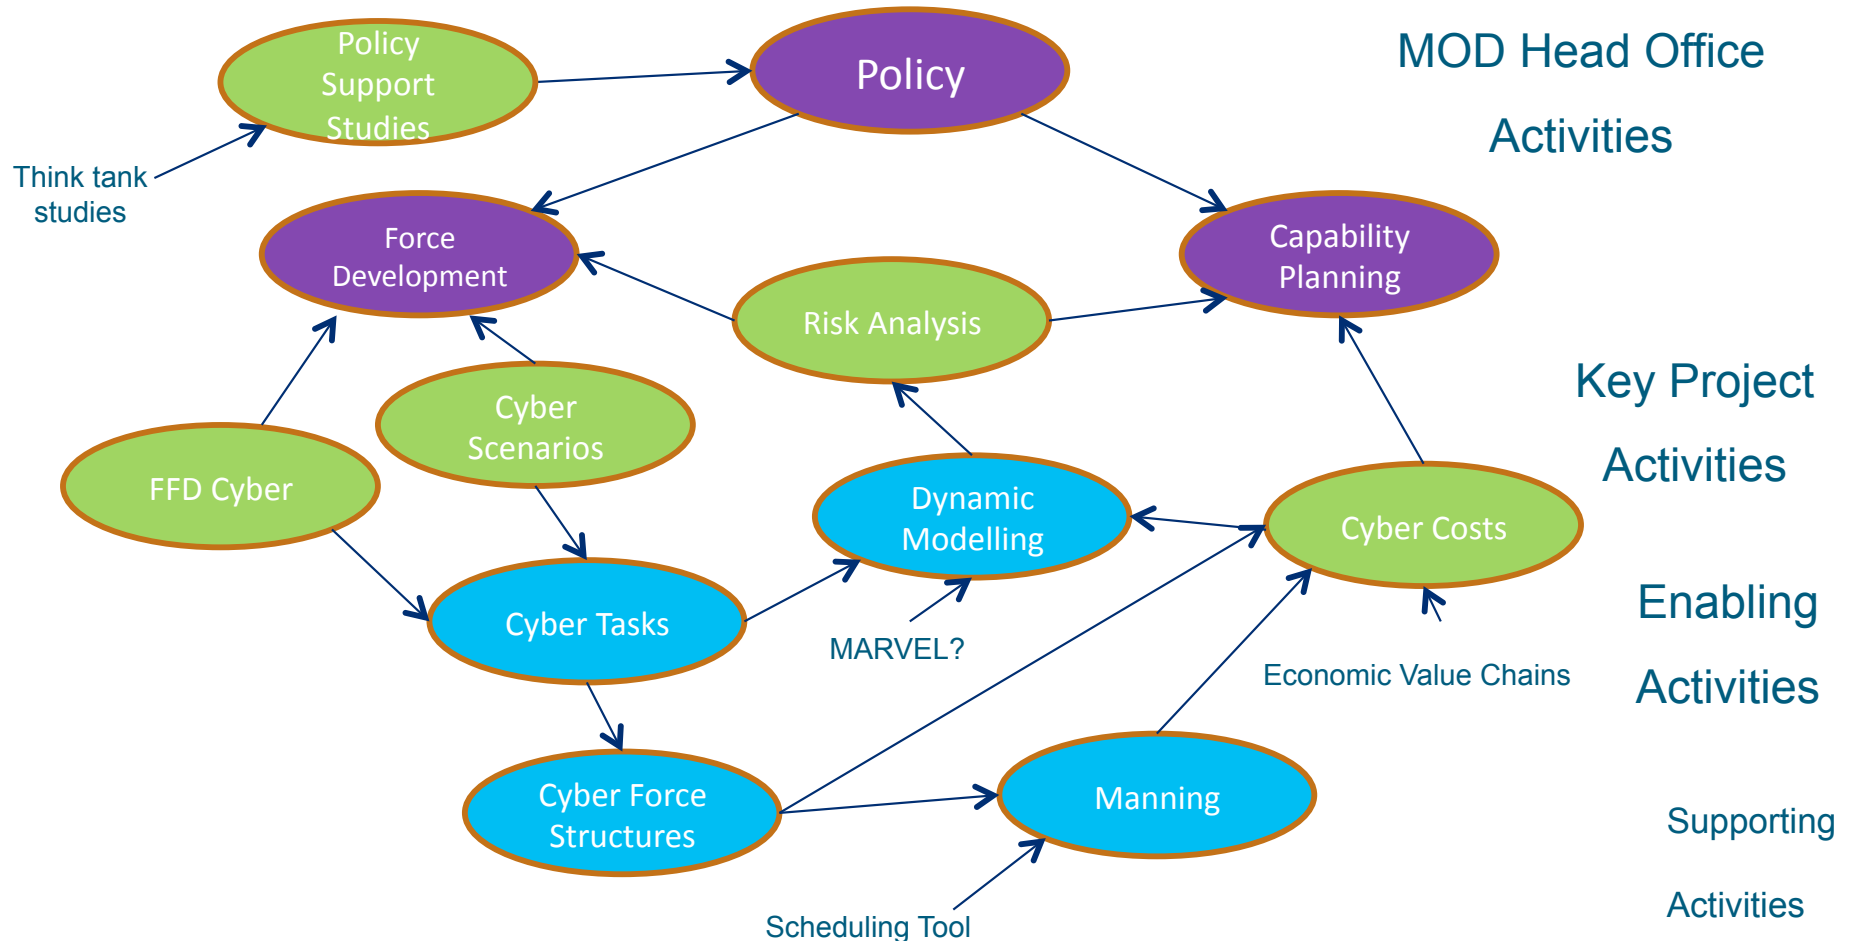 Policy
Support
Studies
Policy
MOD Head Office
Activities
Think tank
studies
Force
Development
Capability
Planning
Risk Analysis
Key Project
Activities
Cyber
Scenarios
FFD Cyber
Dynamic
Modelling
Cyber Costs
Enabling
Activities
Cyber Tasks
MARVEL?
Economic Value Chains
Cyber Force
Structures
Manning
Supporting
Activities
Scheduling Tool